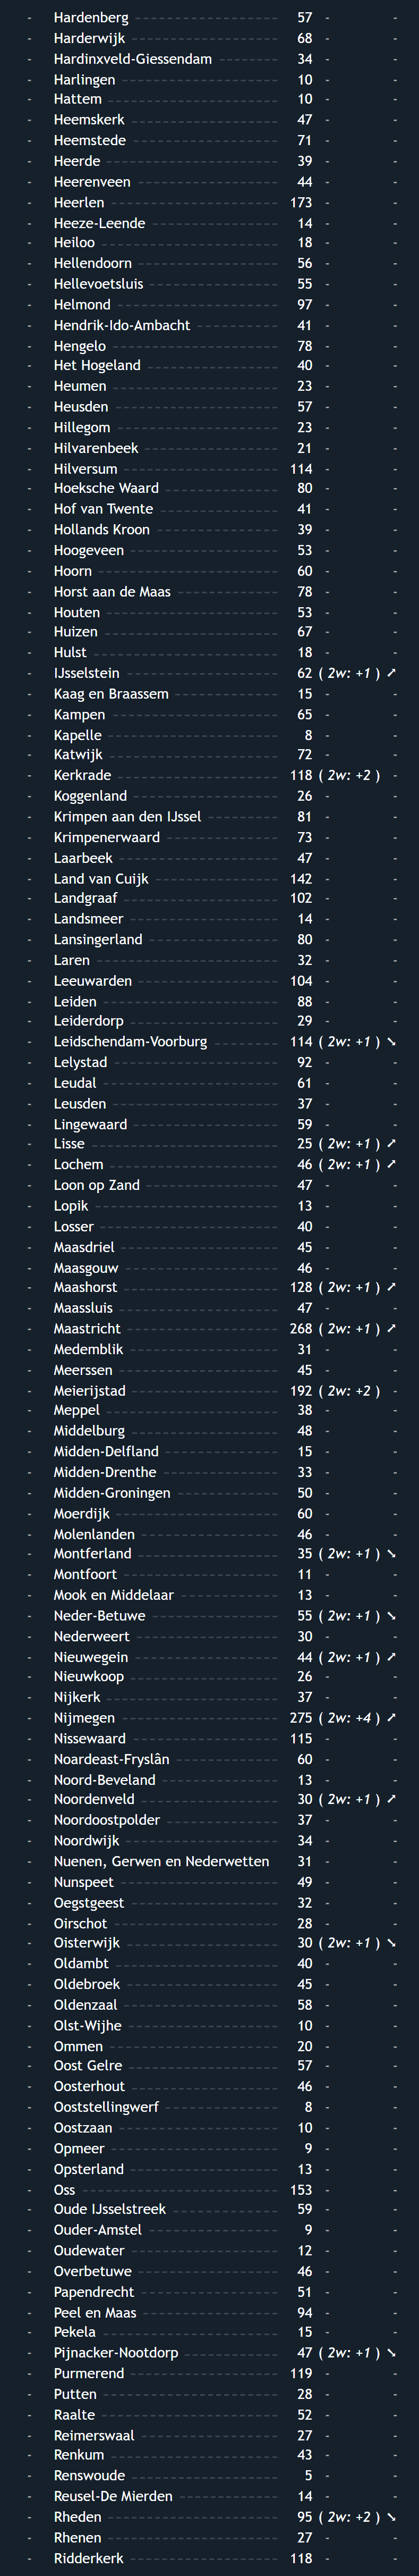 - Hardenberg 57 - -
- Harderwijk 68 - -
- Hardinxveld-Giessendam 34 - -
- Harlingen 10 - -
- Hattem 10 - -
- Heemskerk 47 - -
- Heemstede 71 - -
- Heerde 39 - -
- Heerenveen 44 - -
- Heerlen 173 - -
- Heeze-Leende 14 - -
- Heiloo 18 - -
- Hellendoorn 56 - -
- Hellevoetsluis 55 - -
- Helmond 97 - -
- Hendrik-Ido-Ambacht 41 - -
- Hengelo 78 - -
- Het Hogeland 40 - -
- Heumen 23 - -
- Heusden 57 - -
- Hillegom 23 - -
- Hilvarenbeek 21 - -
- Hilversum 114 - -
- Hoeksche Waard 80 - -
- Hof van Twente 41 - -
- Hollands Kroon 39 - -
- Hoogeveen 53 - -
- Hoorn 60 - -
- Horst aan de Maas 78 - -
- Houten 53 - -
- Huizen 67 - -
- Hulst 18 - -
- IJsselstein 62 ( 2w: +1 ) ➚
- Kaag en Braassem 15 - -
- Kampen 65 - -
- Kapelle 8 - -
- Katwijk 72 - -
- Kerkrade 118 ( 2w: +2 ) -
- Koggenland 26 - -
- Krimpen aan den IJssel 81 - -
- Krimpenerwaard 73 - -
- Laarbeek 47 - -
- Land van Cuijk 142 - -
- Landgraaf 102 - -
- Landsmeer 14 - -
- Lansingerland 80 - -
- Laren 32 - -
- Leeuwarden 104 - -
- Leiden 88 - -
- Leiderdorp 29 - -
- Leidschendam-Voorburg 114 ( 2w: +1 ) ➘
- Lelystad 92 - -
- Leudal 61 - -
- Leusden 37 - -
- Lingewaard 59 - -
- Lisse 25 ( 2w: +1 ) ➚
- Lochem 46 ( 2w: +1 ) ➚
- Loon op Zand 47 - -
- Lopik 13 - -
- Losser 40 - -
- Maasdriel 45 - -
- Maasgouw 46 - -
- Maashorst 128 ( 2w: +1 ) ➚
- Maassluis 47 - -
- Maastricht 268 ( 2w: +1 ) ➚
- Medemblik 31 - -
- Meerssen 45 - -
- Meierijstad 192 ( 2w: +2 ) -
- Meppel 38 - -
- Middelburg 48 - -
- Midden-Delfland 15 - -
- Midden-Drenthe 33 - -
- Midden-Groningen 50 - -
- Moerdijk 60 - -
- Molenlanden 46 - -
- Montferland 35 ( 2w: +1 ) ➘
- Montfoort 11 - -
- Mook en Middelaar 13 - -
- Neder-Betuwe 55 ( 2w: +1 ) ➘
- Nederweert 30 - -
- Nieuwegein 44 ( 2w: +1 ) ➚
- Nieuwkoop 26 - -
- Nijkerk 37 - -
- Nijmegen 275 ( 2w: +4 ) ➚
- Nissewaard 115 - -
- Noardeast-Fryslân 60 - -
- Noord-Beveland 13 - -
- Noordenveld 30 ( 2w: +1 ) ➚
- Noordoostpolder 37 - -
- Noordwijk 34 - -
- Nuenen, Gerwen en Nederwetten 31 - -
- Nunspeet 49 - -
- Oegstgeest 32 - -
- Oirschot 28 - -
- Oisterwijk 30 ( 2w: +1 ) ➘
- Oldambt 40 - -
- Oldebroek 45 - -
- Oldenzaal 58 - -
- Olst-Wijhe 10 - -
- Ommen 20 - -
- Oost Gelre 57 - -
- Oosterhout 46 - -
- Ooststellingwerf 8 - -
- Oostzaan 10 - -
- Opmeer 9 - -
- Opsterland 13 - -
- Oss 153 - -
- Oude IJsselstreek 59 - -
- Ouder-Amstel 9 - -
- Oudewater 12 - -
- Overbetuwe 46 - -
- Papendrecht 51 - -
- Peel en Maas 94 - -
- Pekela 15 - -
- Pijnacker-Nootdorp 47 ( 2w: +1 ) ➘
- Purmerend 119 - -
- Putten 28 - -
- Raalte 52 - -
- Reimerswaal 27 - -
- Renkum 43 - -
- Renswoude 5 - -
- Reusel-De Mierden 14 - -
- Rheden 95 ( 2w: +2 ) ➘
- Rhenen 27 - -
- Ridderkerk 118 - -